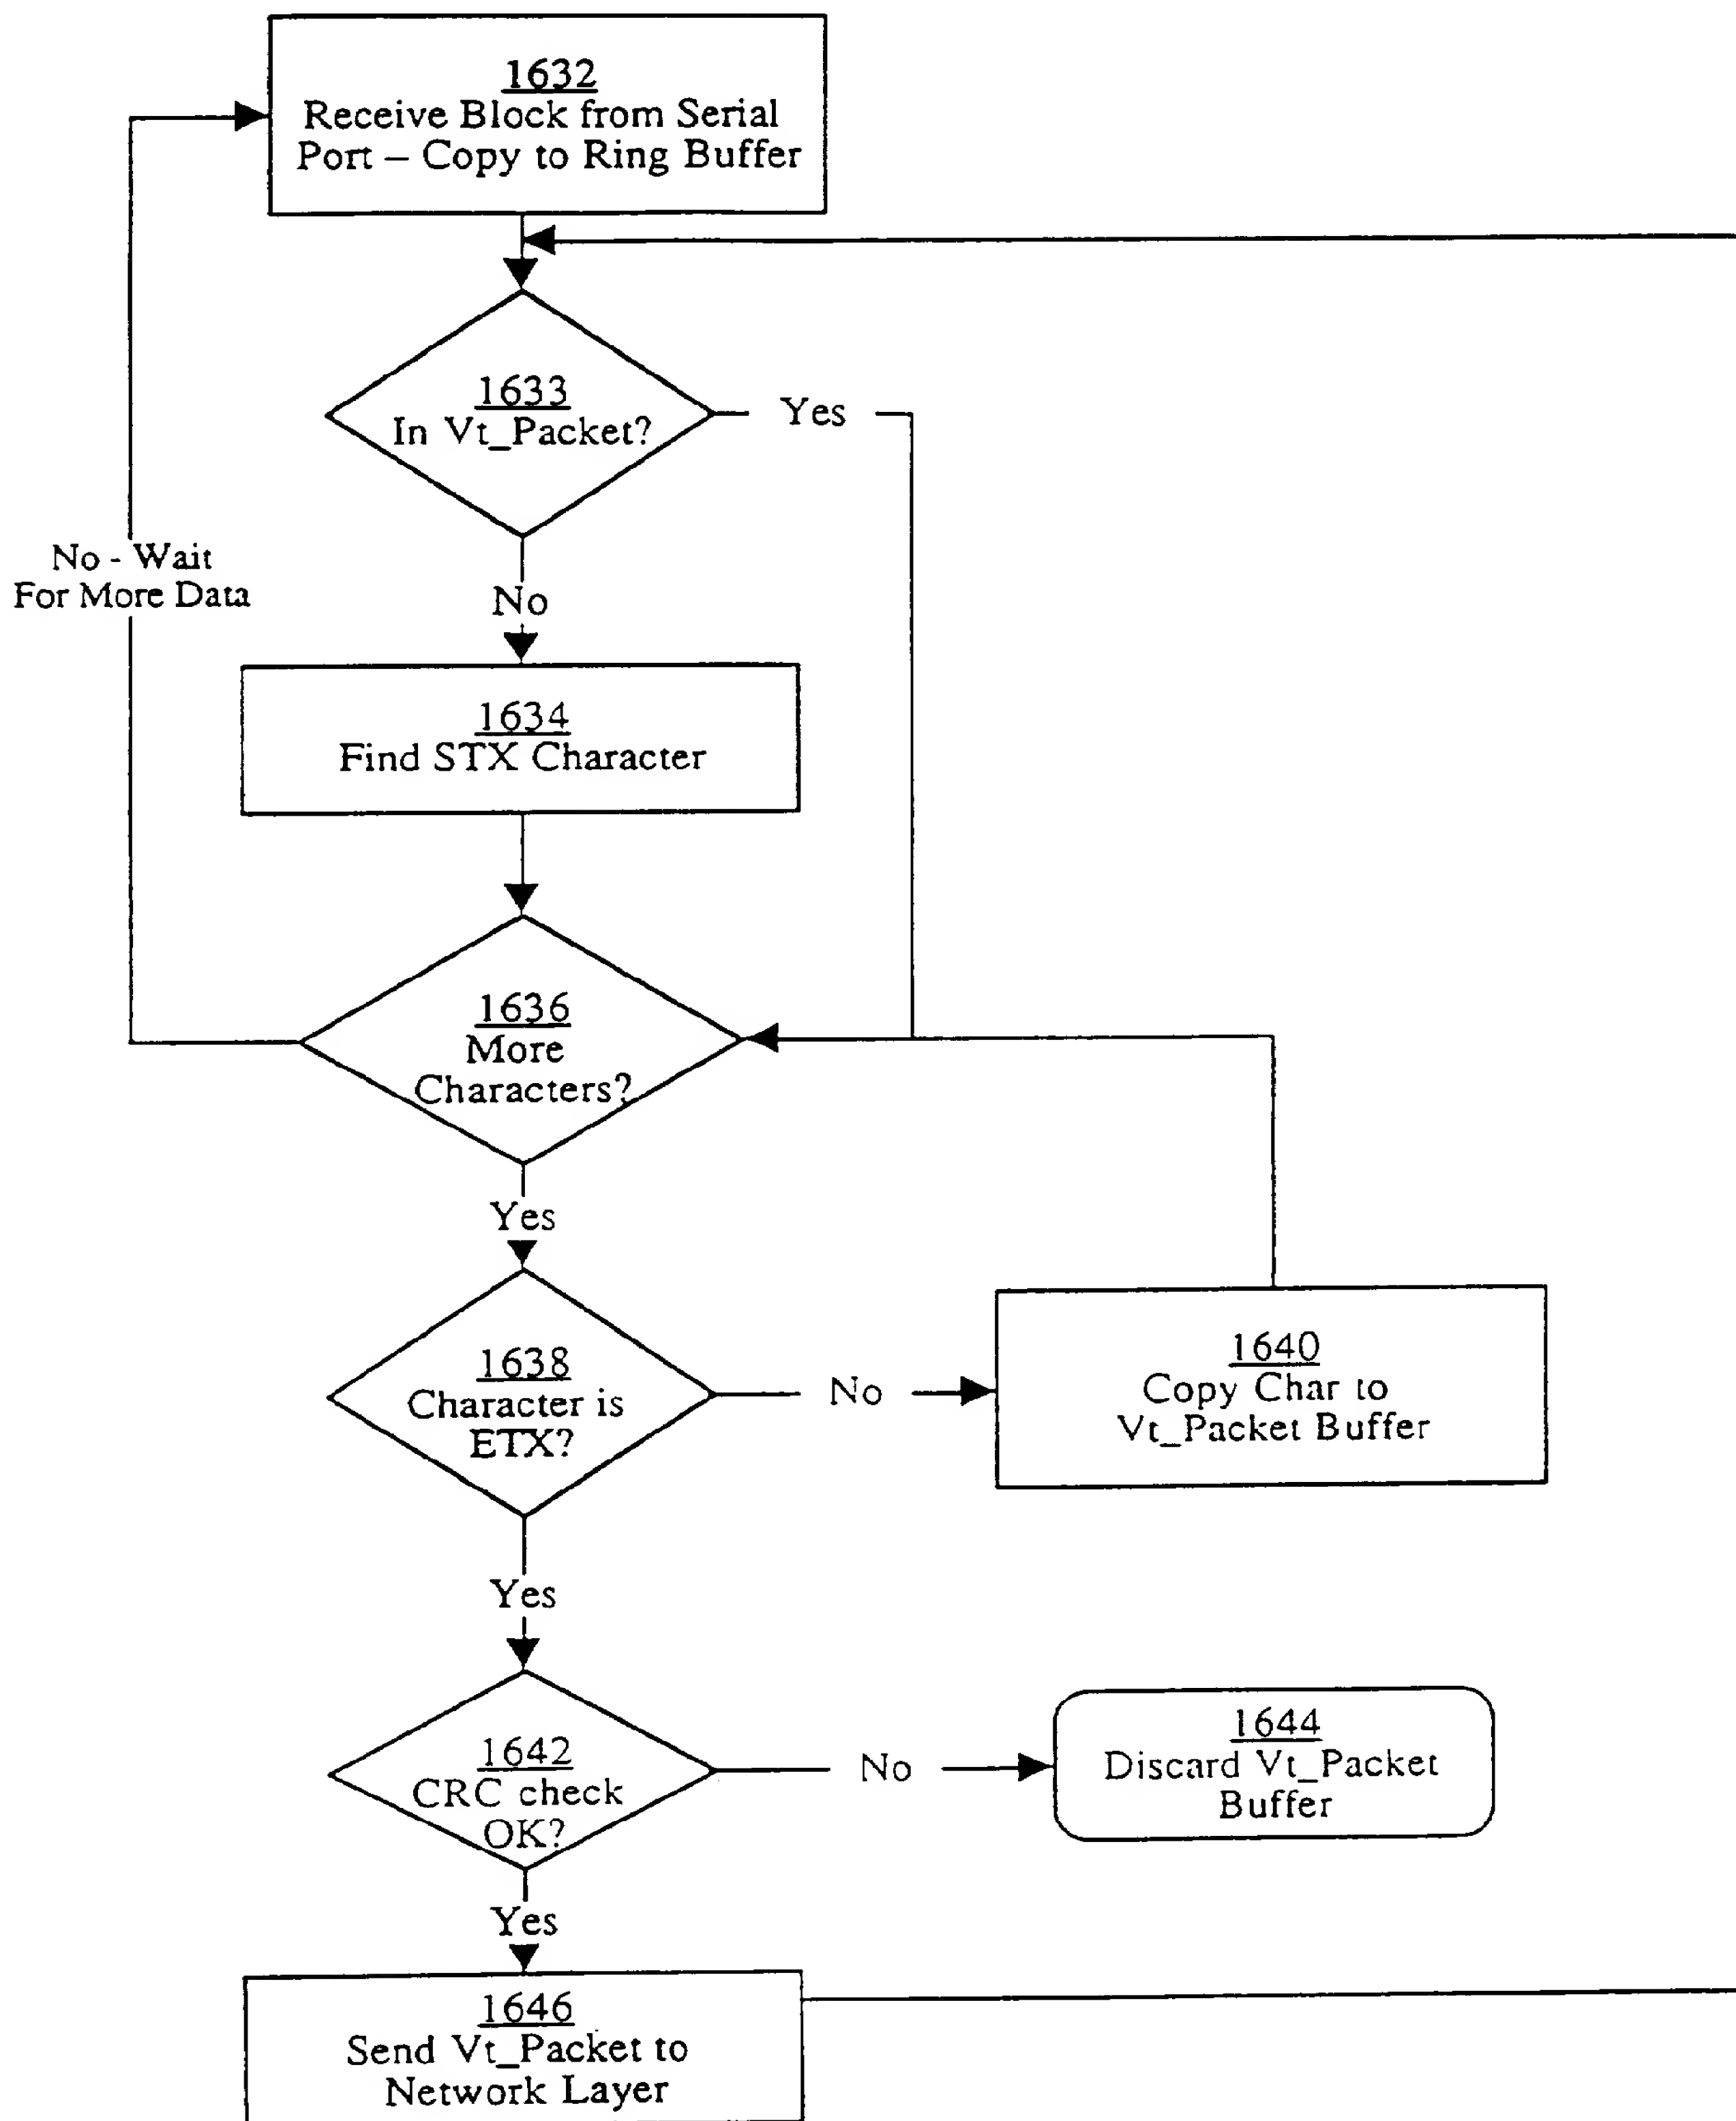 1632
Receive Block from Serial
Port – Copy to Ring Buffer
1633
In Vt_Packet?
Yes
No - Wait
For More Data
No
1634
Find STX Character
1636
More
Characters?
Yes
1638
Character is
ETX?
No
1640
Copy Char to
Vt_Packet Buffer
Yes
1642
CRC check
OK?
No
1644
Discard Vt_Packet
Buffer
Yes
1646
Send Vt_Packet to
Network Layer